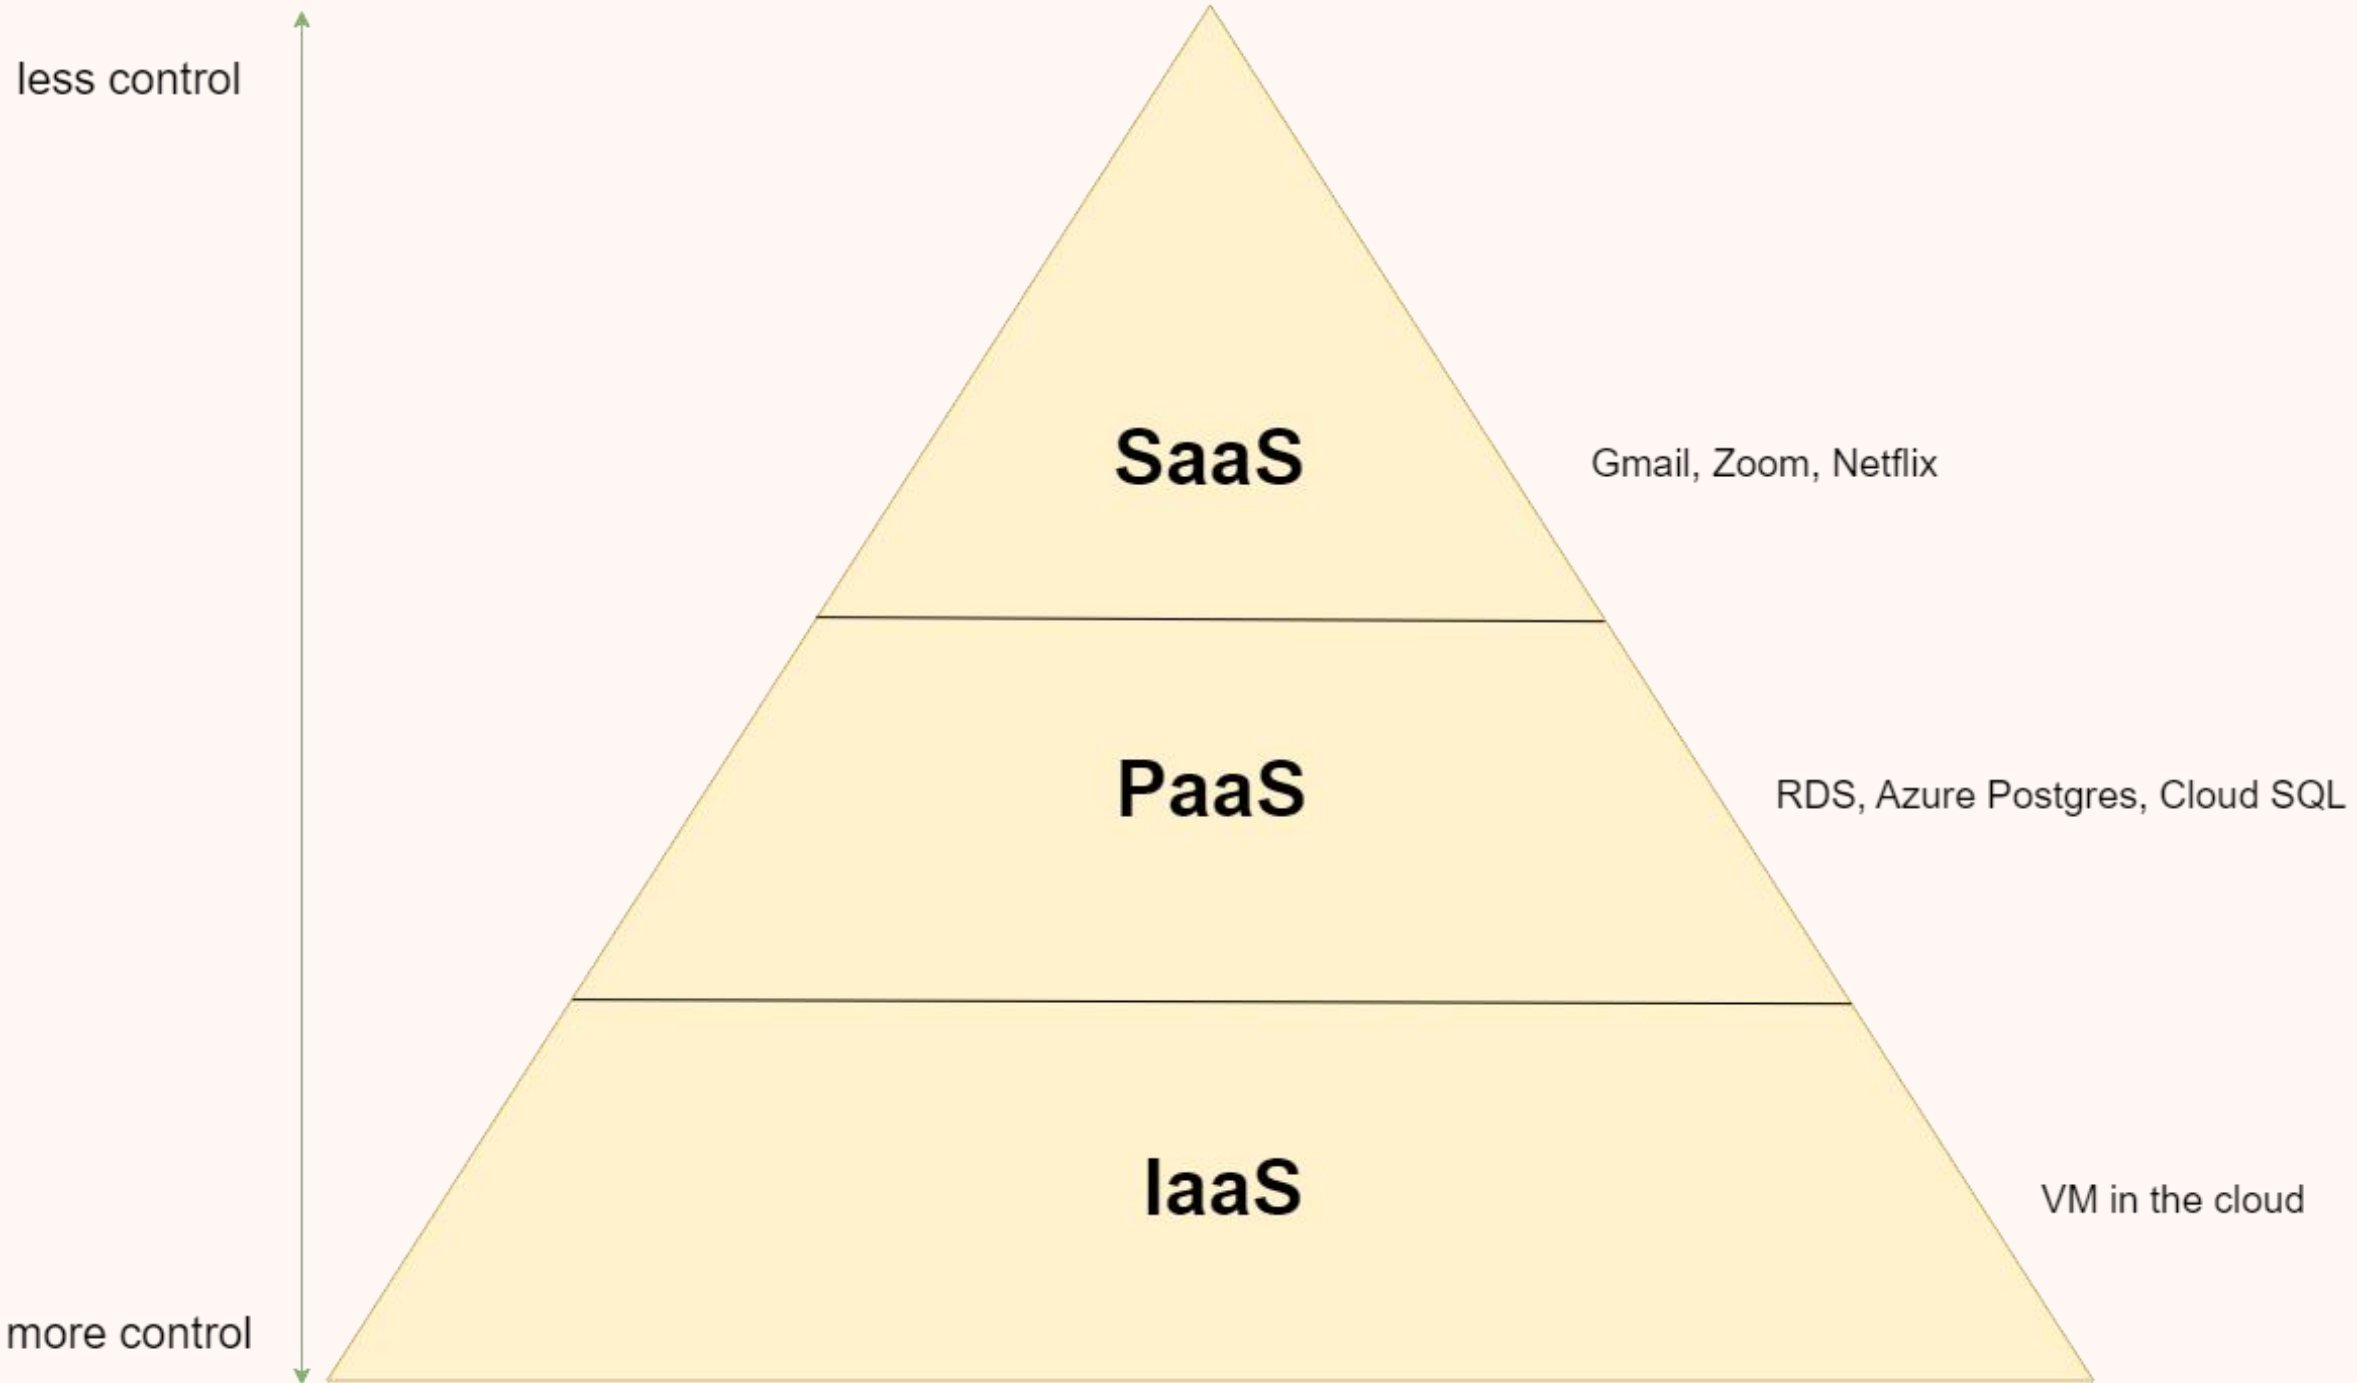 less control
SaaS
Gmail, Zoom, Netflix
PaaS
RDS, Azure Postgres, Cloud SQL
IaaS
VM in the cloud
more control